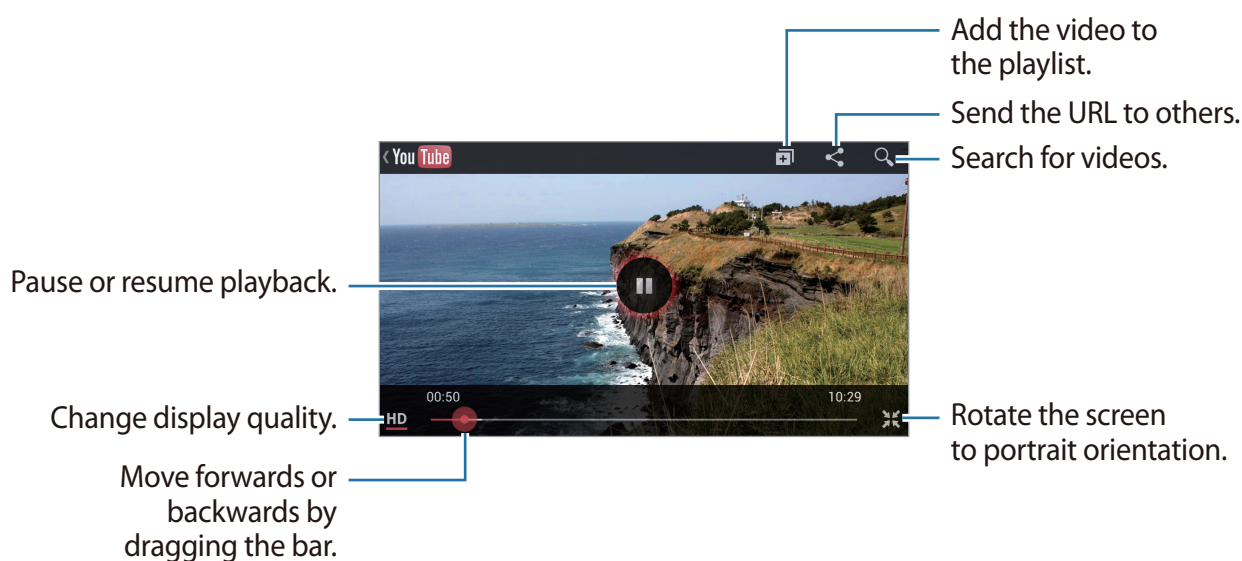 Add the video to
the playlist.
Send the URL to others.
You Tube
Search for videos.
Pause or resume playback.
00:50
10:29
Change display quality.
HD
Rotate the screen
to portrait orientation.
Move forwards or
backwards by
dragging the bar.